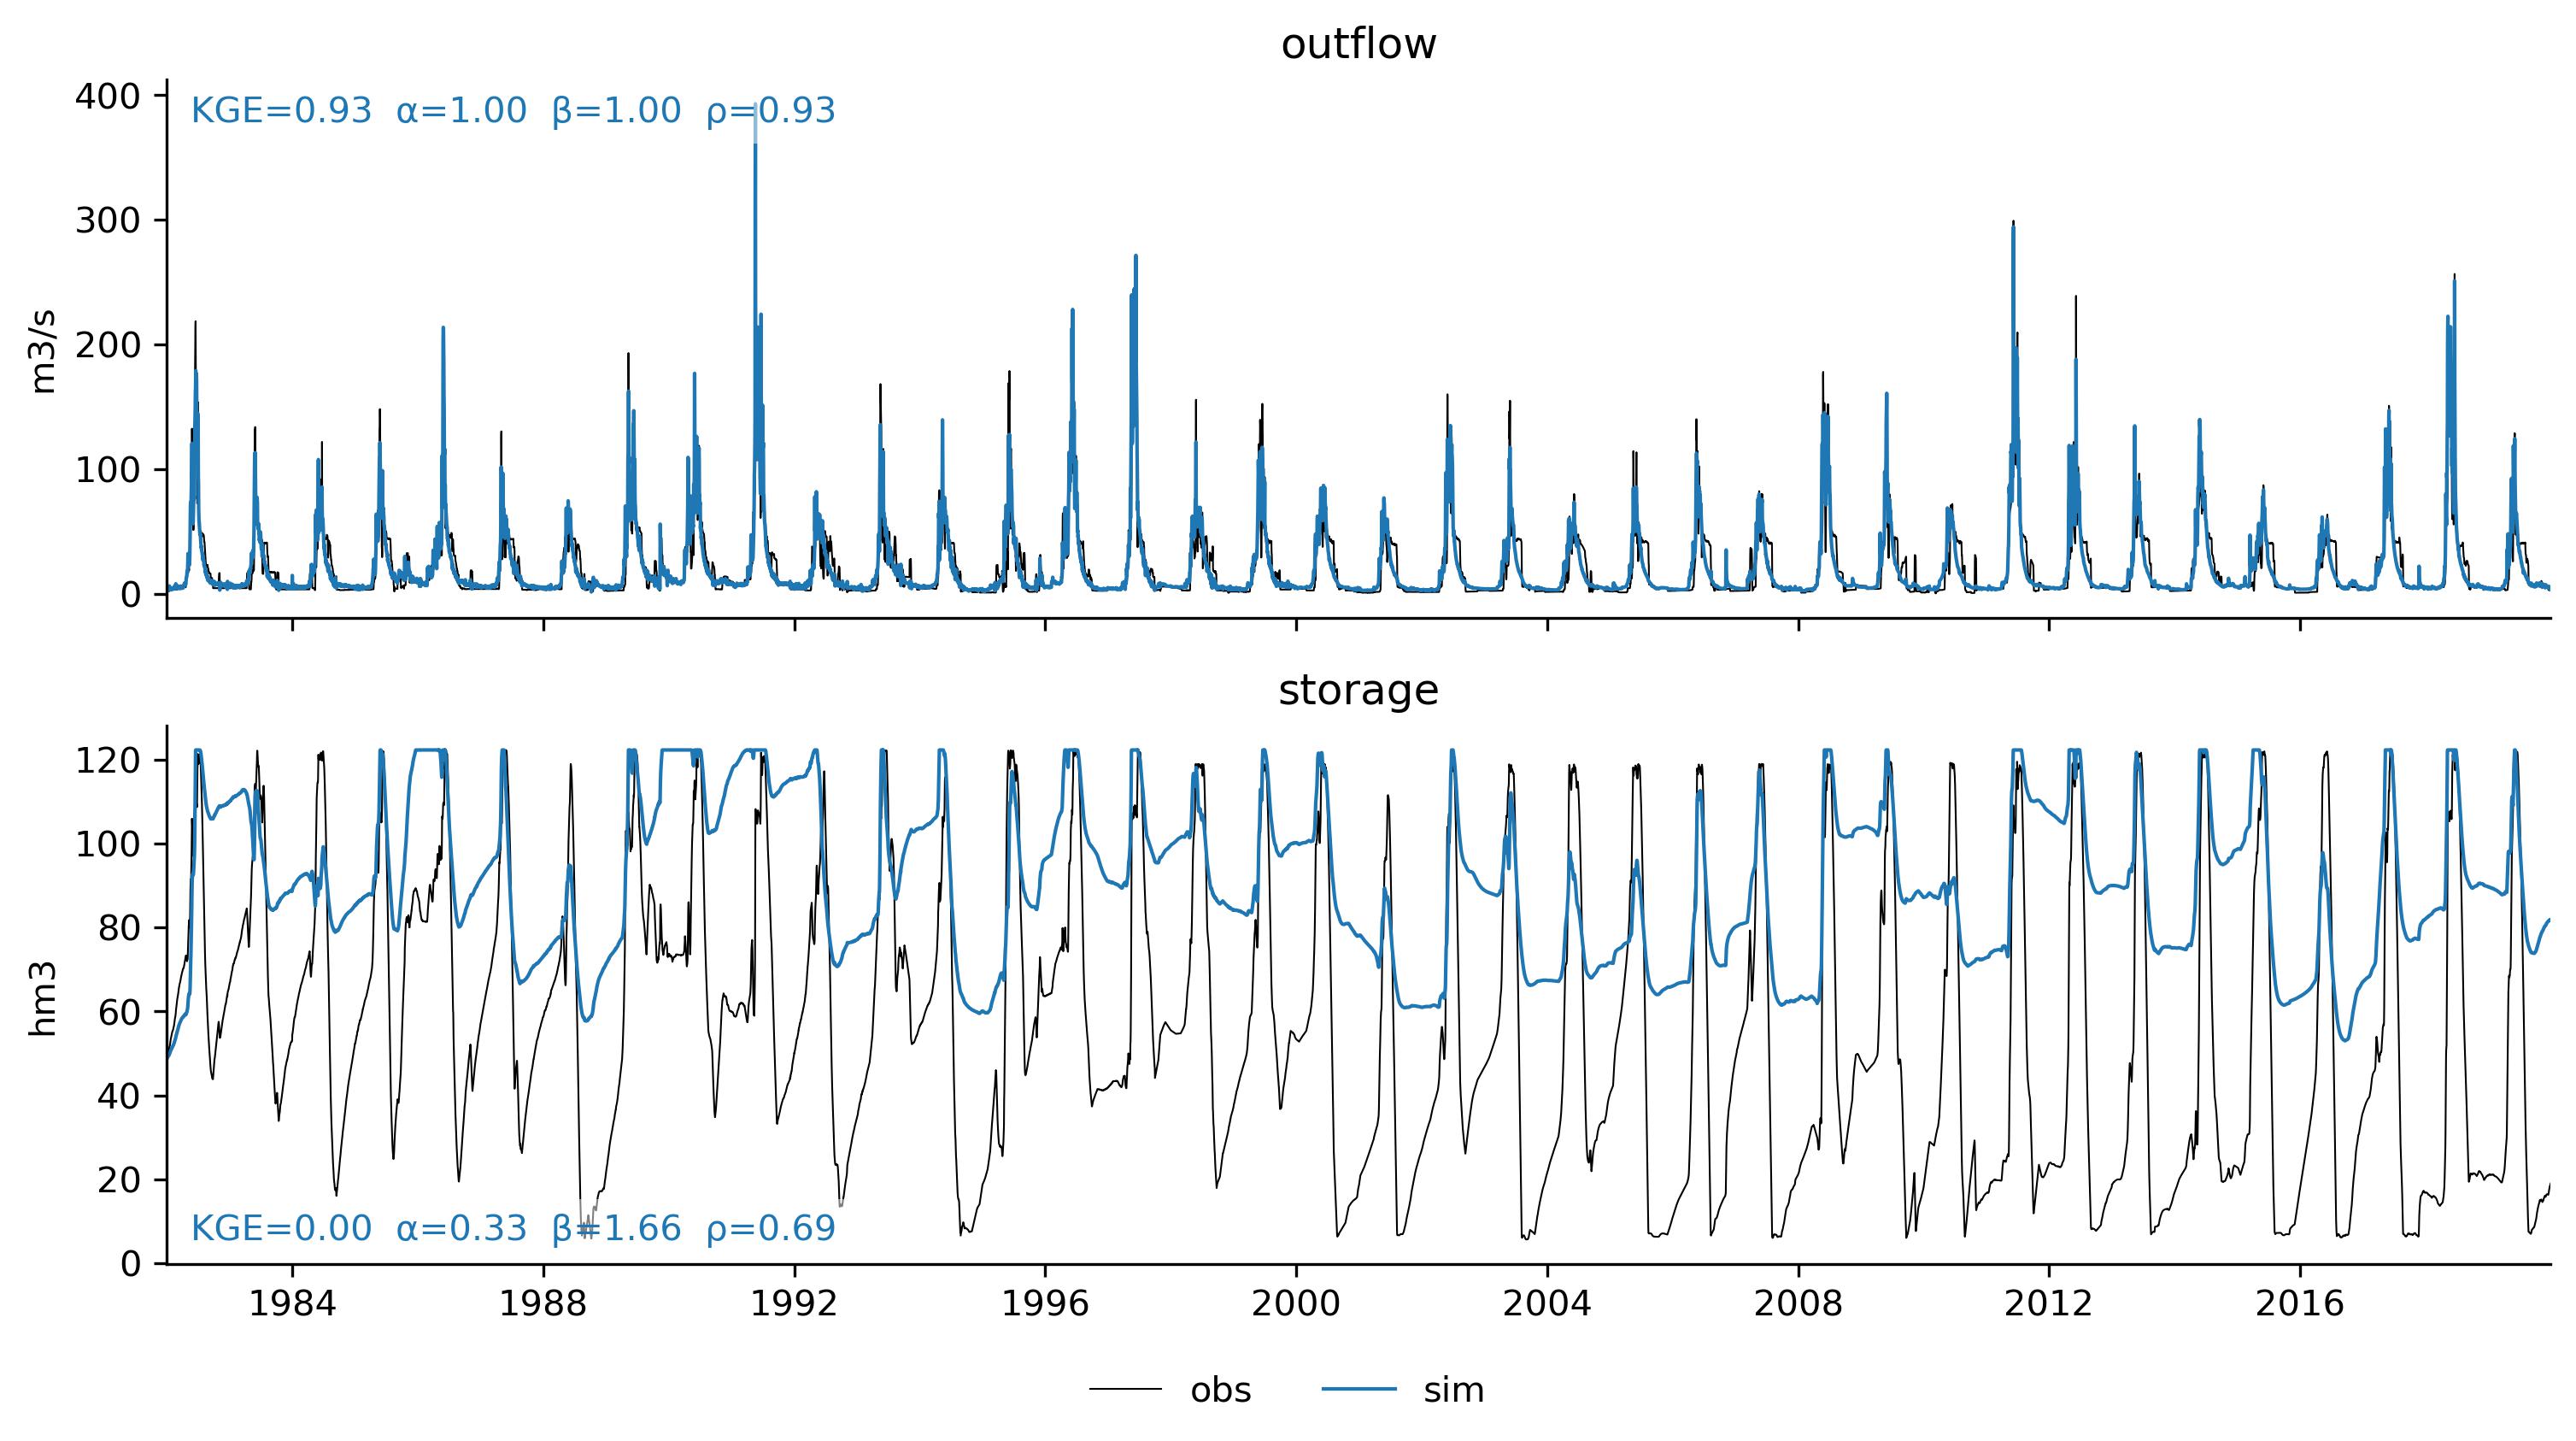 outflow
400
KGE=0.93 α=1.00 β=1.00 ρ=0.93
300
m3/s
200
100
0
storage
120
100
80
hm3
60
40
20
KGE=0.00 α=0.33 β=1.66 ρ=0.69
0
1984 1988 1992 1996 2000 2004 2008 2012 2016
obs sim